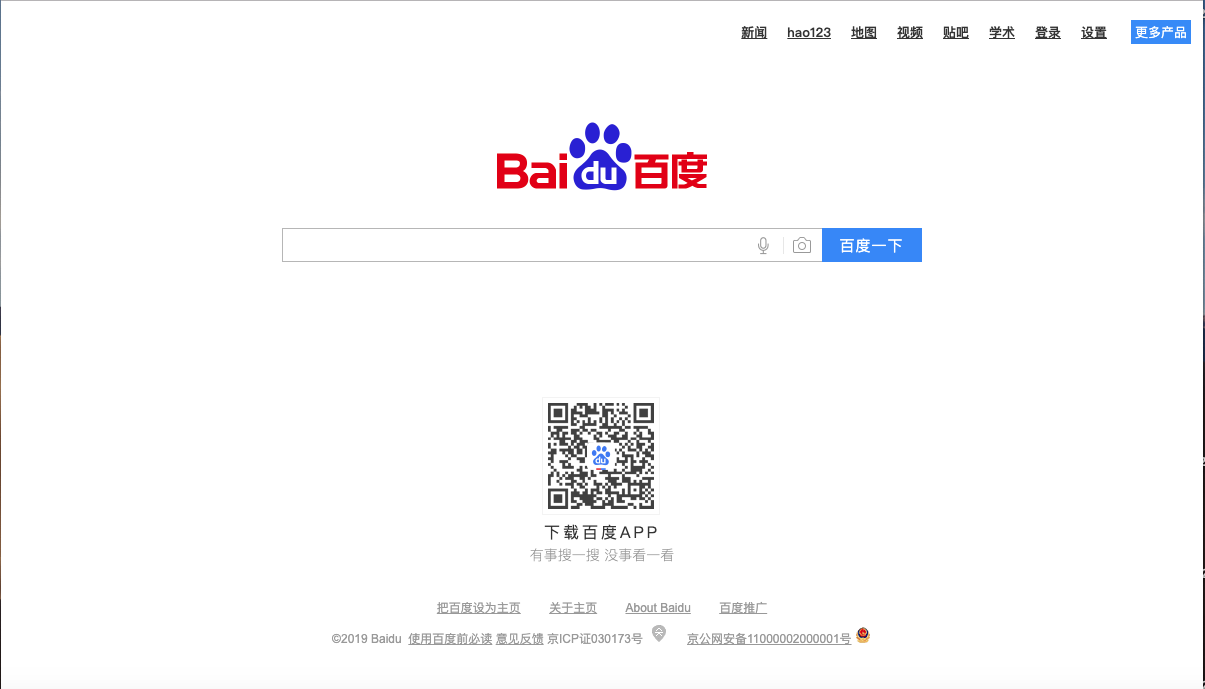 新闻 hao123 地图 视频 贴吧 学术 登录 设置 更多产品
Bai du 百度
百度一下
du
下载百度APP
有事搜一搜 没事看一看
把百度设为主页 关于主页 About Baidu 百度推广
©2019 Baidu 使用百度前必读 意见反馈 京ICP证030173号 京公网安备11000002000001号